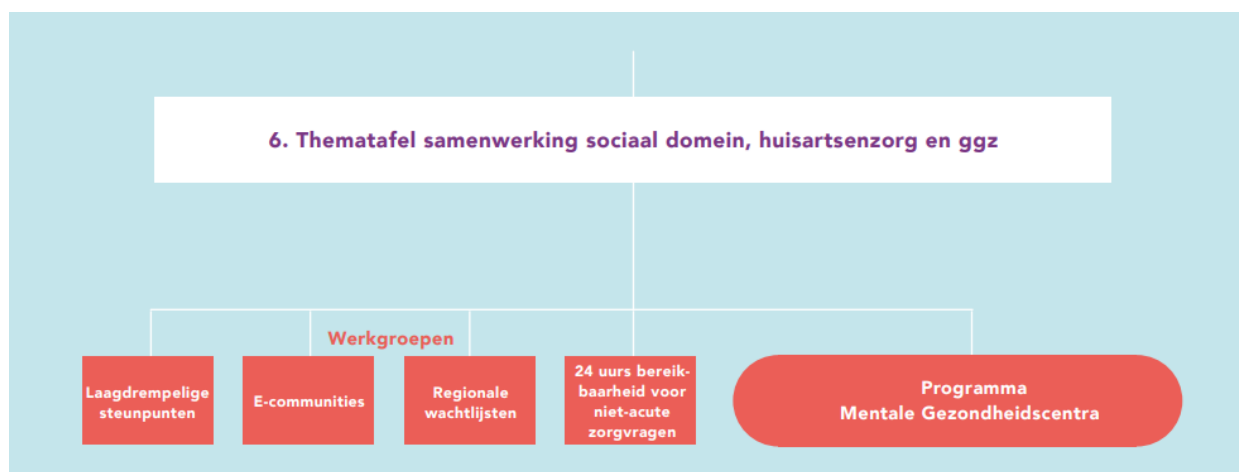 6. Thematafel samenwerking sociaal domein, huisartsenzorg en ggz
Werkgroepen
Laagdrempelige
steunpunten
E-communities
Regionale
wachtlijsten
24 uurs bereik-
baarheid voor
niet-acute
zorgvragen
Programma
Mentale Gezondheidscentra